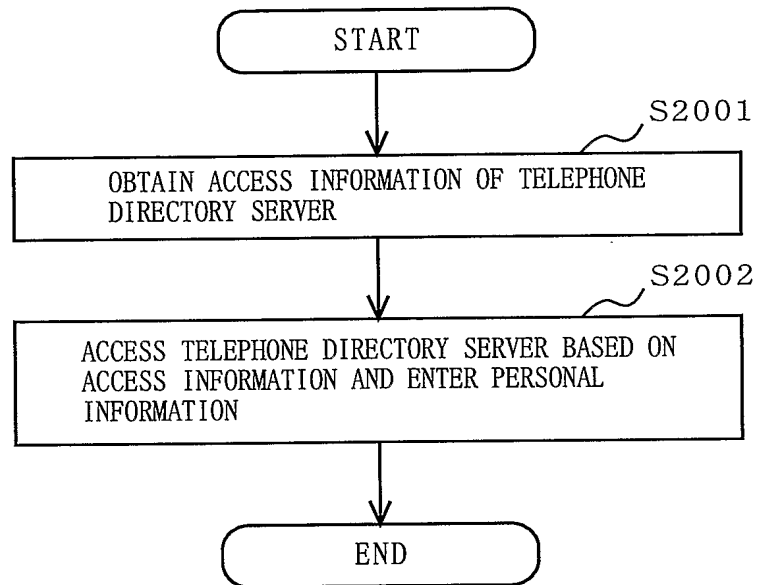 START
S2001
OBTAIN ACCESS INFORMATION OF TELEPHONE
DIRECTORY SERVER
S2002
ACCESS TELEPHONE DIRECTORY SERVER BASED ON
ACCESS INFORMATION AND ENTER PERSONAL
INFORMATION
END